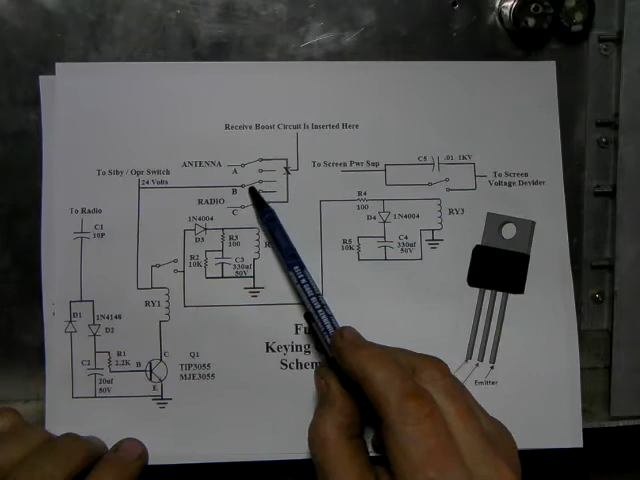 Receive Boost Circuit Is Inserted Here
ANTENNA
A
To Stby / Opr Switch
24 Volts
B
RADIO
C
To Screen Pwr Sup
C5 .01 1KV
To Screen
Voltage Devider
R4
100
D4 1N4004
RY3
R5
10K
C4
330uf
50V
To Radio
C1
10P
1N4004
D3
R3
100
R2
10K
C3
330uf
50V
RY1
D1
1N4148
D2
R1
2.2K
C2
20uf
50V
B
C
E
Q1
TIP3055
MJE3055
Keying
Schem
Emitter